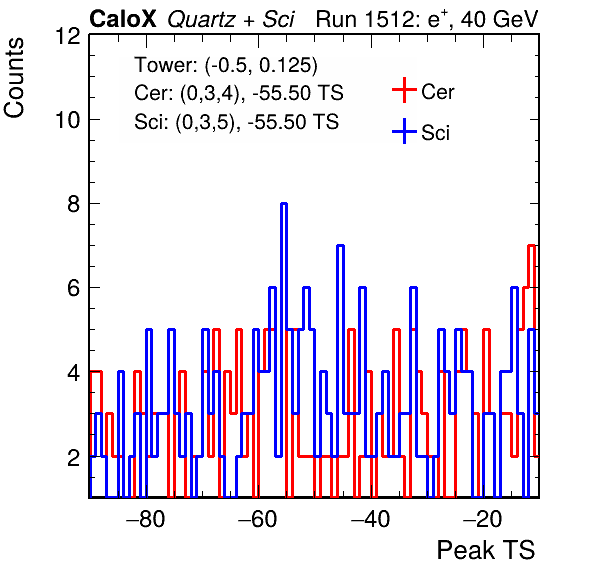 CaloX Quartz + Sci Run 1512: e⁺, 40 GeV
Counts
12
10
8
6
4
2
Tower: (-0.5, 0.125)
Cer: (0,3,4), -55.50 TS
Sci: (0,3,5), -55.50 TS
Cer
Sci
−80 −60 −40 −20
Peak TS